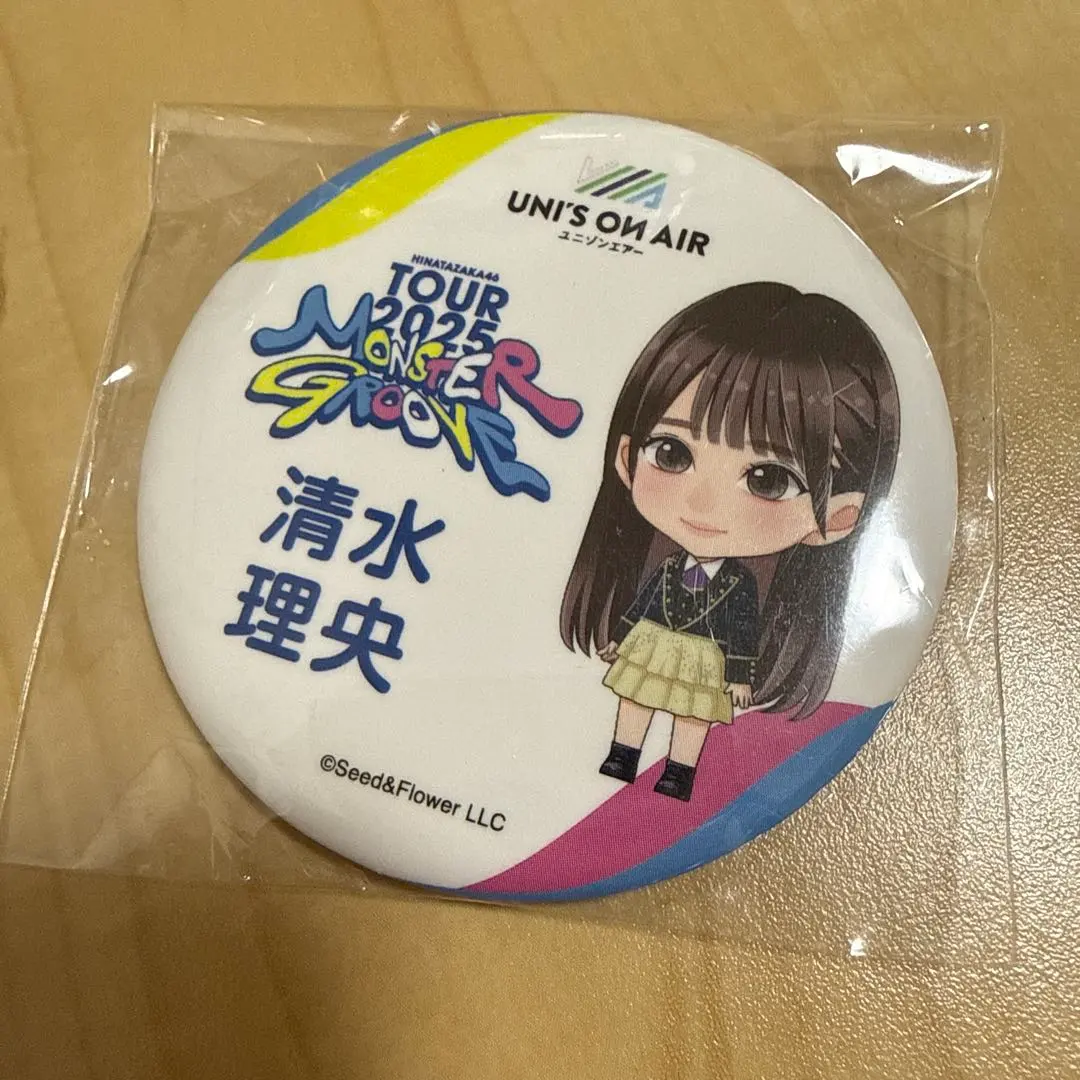 UNI'S ON AIR
ユニゾンエアー
HINATAZAKA46
TOUR
2025
MONSTER
GROOVE
清水
理央
©Seed&Flower LLC